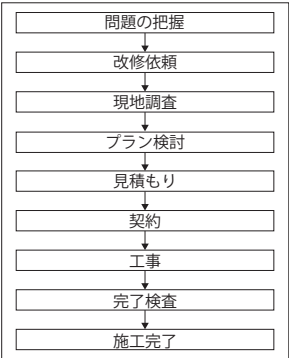 問題の把握
改修依頼
現地調査
プラン検討
見積もり
契約
工事
完了検査
施工完了